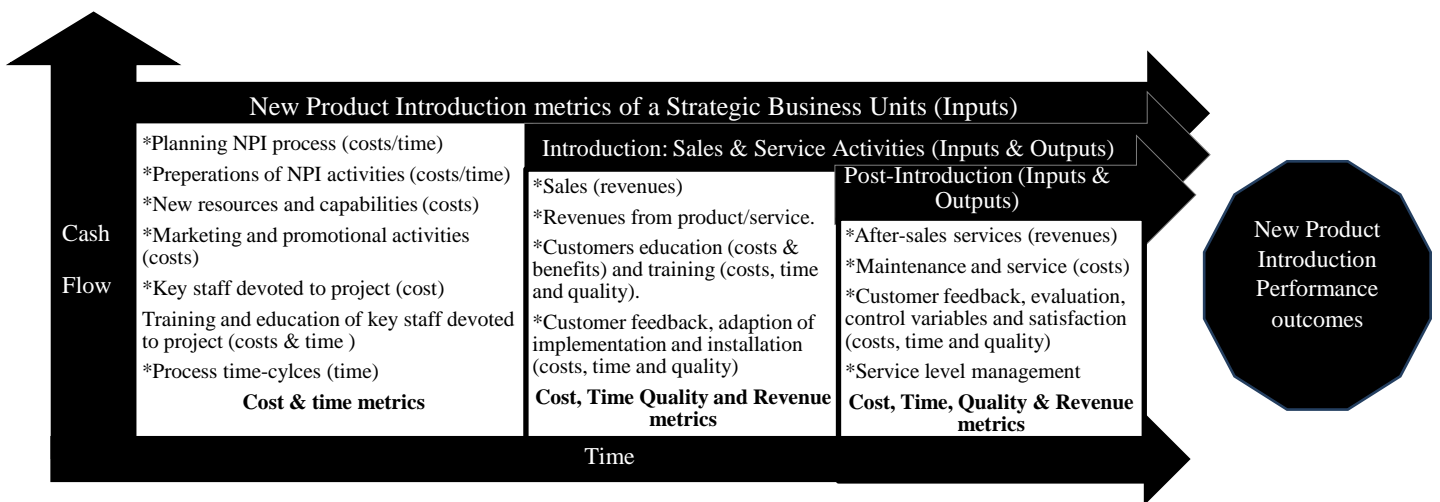 New Product Introduction metrics of a Strategic Business Units (Inputs)
Cash
Flow
*Planning NPI process (costs/time)
*Preperations of NPI activities (costs/time)
*New resources and capabilities (costs)
*Marketing and promotional activities
(costs)
*Key staff devoted to project (cost)
Training and education of key staff devoted
to project (costs & time )
*Process time-cylces (time)
Cost & time metrics
Introduction: Sales & Service Activities (Inputs & Outputs)
*Sales (revenues)
*Revenues from product/service.
*Customers education (costs &
benefits) and training (costs, time
and quality).
*Customer feedback, adaption of
implementation and installation
(costs, time and quality)
Cost, Time Quality and Revenue
metrics
Post-Introduction (Inputs &
Outputs)
*After-sales services (revenues)
*Maintenance and service (costs)
*Customer feedback, evaluation,
control variables and satisfaction
(costs, time and quality)
*Service level management
Cost, Time, Quality & Revenue
metrics
Time
New Product
Introduction
Performance
outcomes